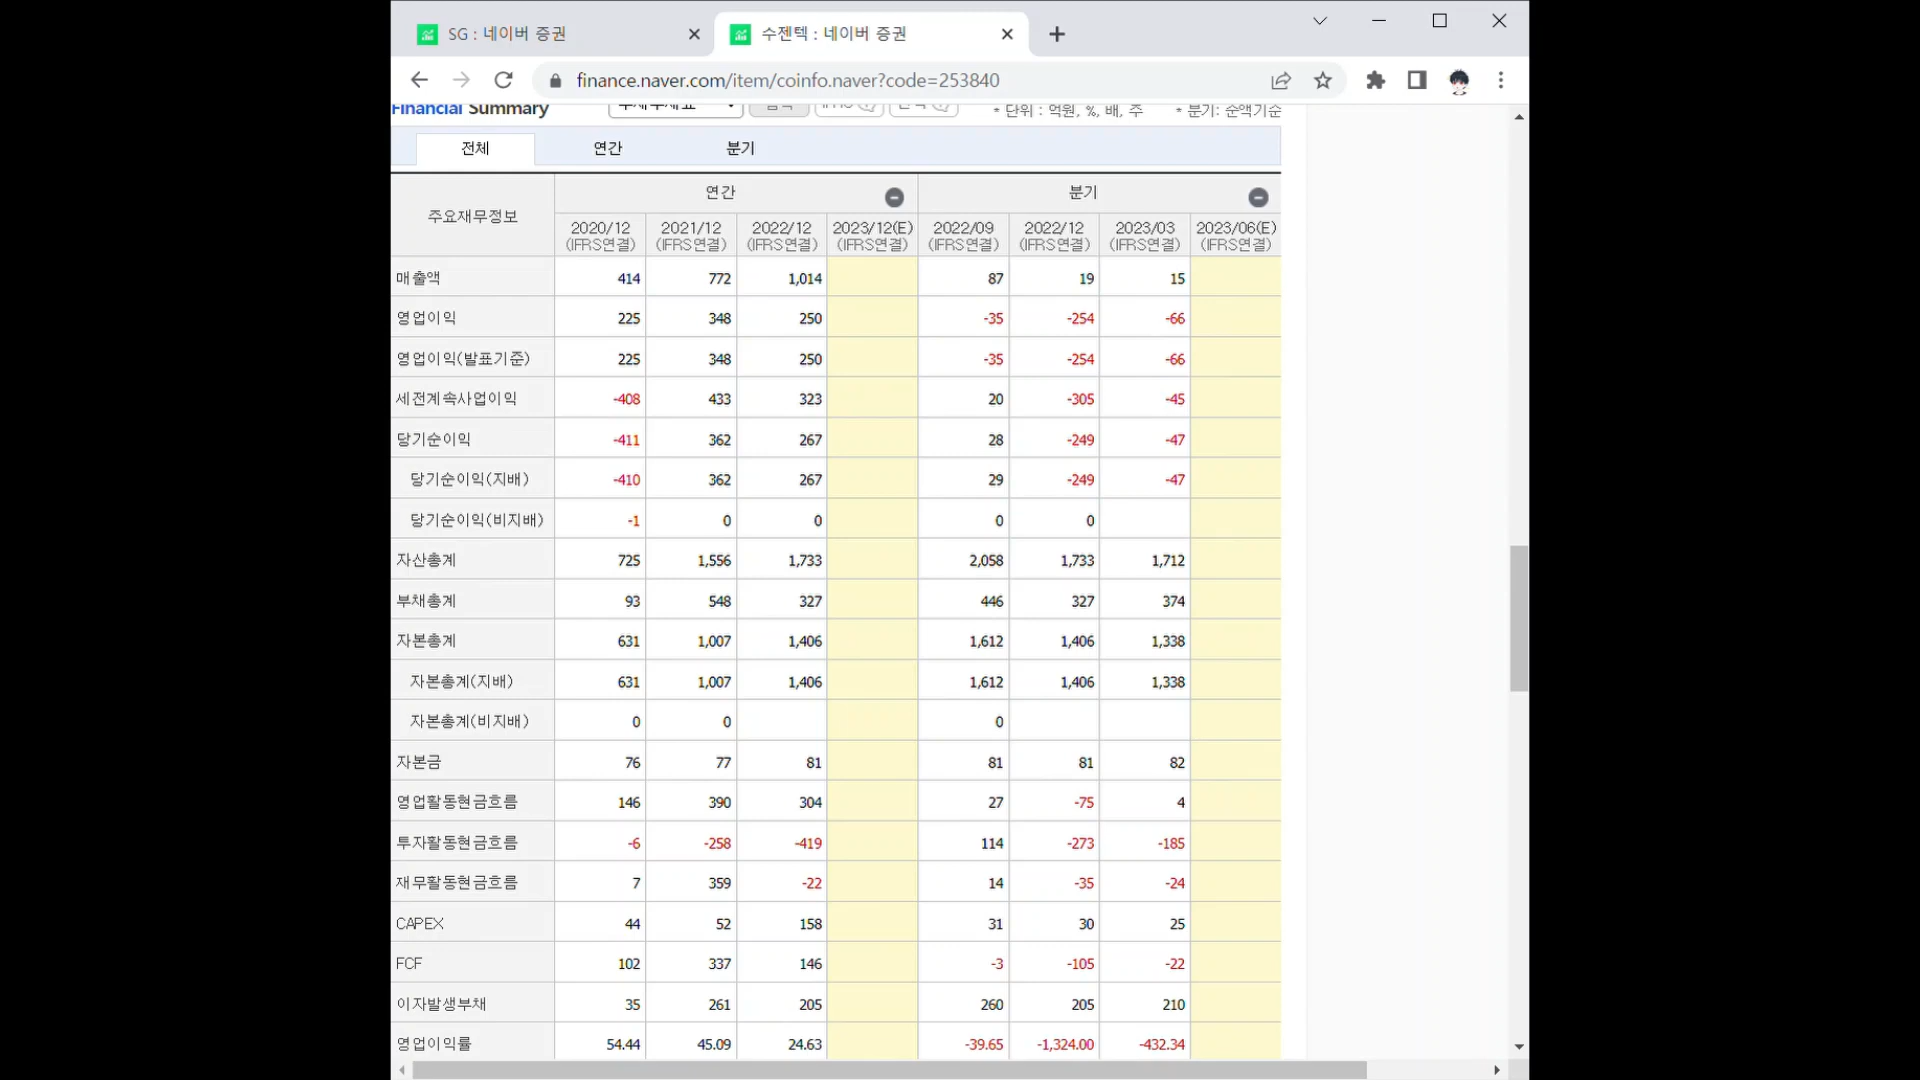 SG : 네이버 증권
수젠텍 : 네이버 증권
finance.naver.com/item/coinfo.naver?code=253840
Financial Summary * 단위 : 억원, %, 배, 주 * 분기: 순액기준
전체 연간 분기
주요재무정보 연간 분기
2020/12 2021/12 2022/12 2023/12(E) 2022/09 2022/12 2023/03 2023/06(E)
(IFRS연결) (IFRS연결) (IFRS연결) (IFRS연결) (IFRS연결) (IFRS연결) (IFRS연결) (IFRS연결)
매출액 414 772 1,014 87 19 15
영업이익 225 348 250 -35 -254 -66
영업이익(발표기준) 225 348 250 -35 -254 -66
세전계속사업이익 -408 433 323 20 -305 -45
당기순이익 -411 362 267 28 -249 -47
당기순이익(지배) -410 362 267 29 -249 -47
당기순이익(비지배) -1 0 0 0 0
자산총계 725 1,556 1,733 2,058 1,733 1,712
부채총계 93 548 327 446 327 374
자본총계 631 1,007 1,406 1,612 1,406 1,338
자본총계(지배) 631 1,007 1,406 1,612 1,406 1,338
자본총계(비지배) 0 0 0
자본금 76 77 81 81 81 82
영업활동현금흐름 146 390 304 27 -75 4
투자활동현금흐름 -6 -258 -419 114 -273 -185
재무활동현금흐름 7 359 -22 14 -35 -24
CAPEX 44 52 158 31 30 25
FCF 102 337 146 -3 -105 -22
이자발생부채 35 261 205 260 205 210
영업이익률 54.44 45.09 24.63 -39.65 -1,324.00 -432.34